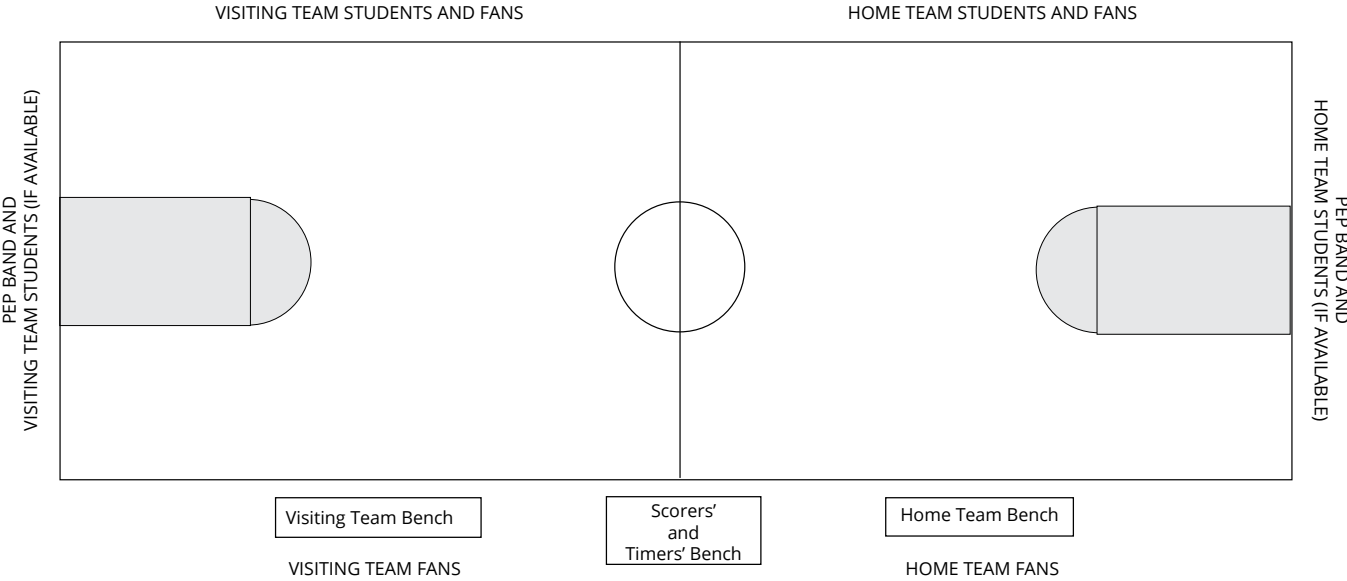 VISITING TEAM STUDENTS AND FANS
HOME TEAM STUDENTS AND FANS
PEP BAND AND
VISITING TEAM STUDENTS (IF AVAILABLE)
PEP BAND AND
HOME TEAM STUDENTS (IF AVAILABLE)
Visiting Team Bench
Scorers’
and
Timers’ Bench
Home Team Bench
VISITING TEAM FANS
HOME TEAM FANS